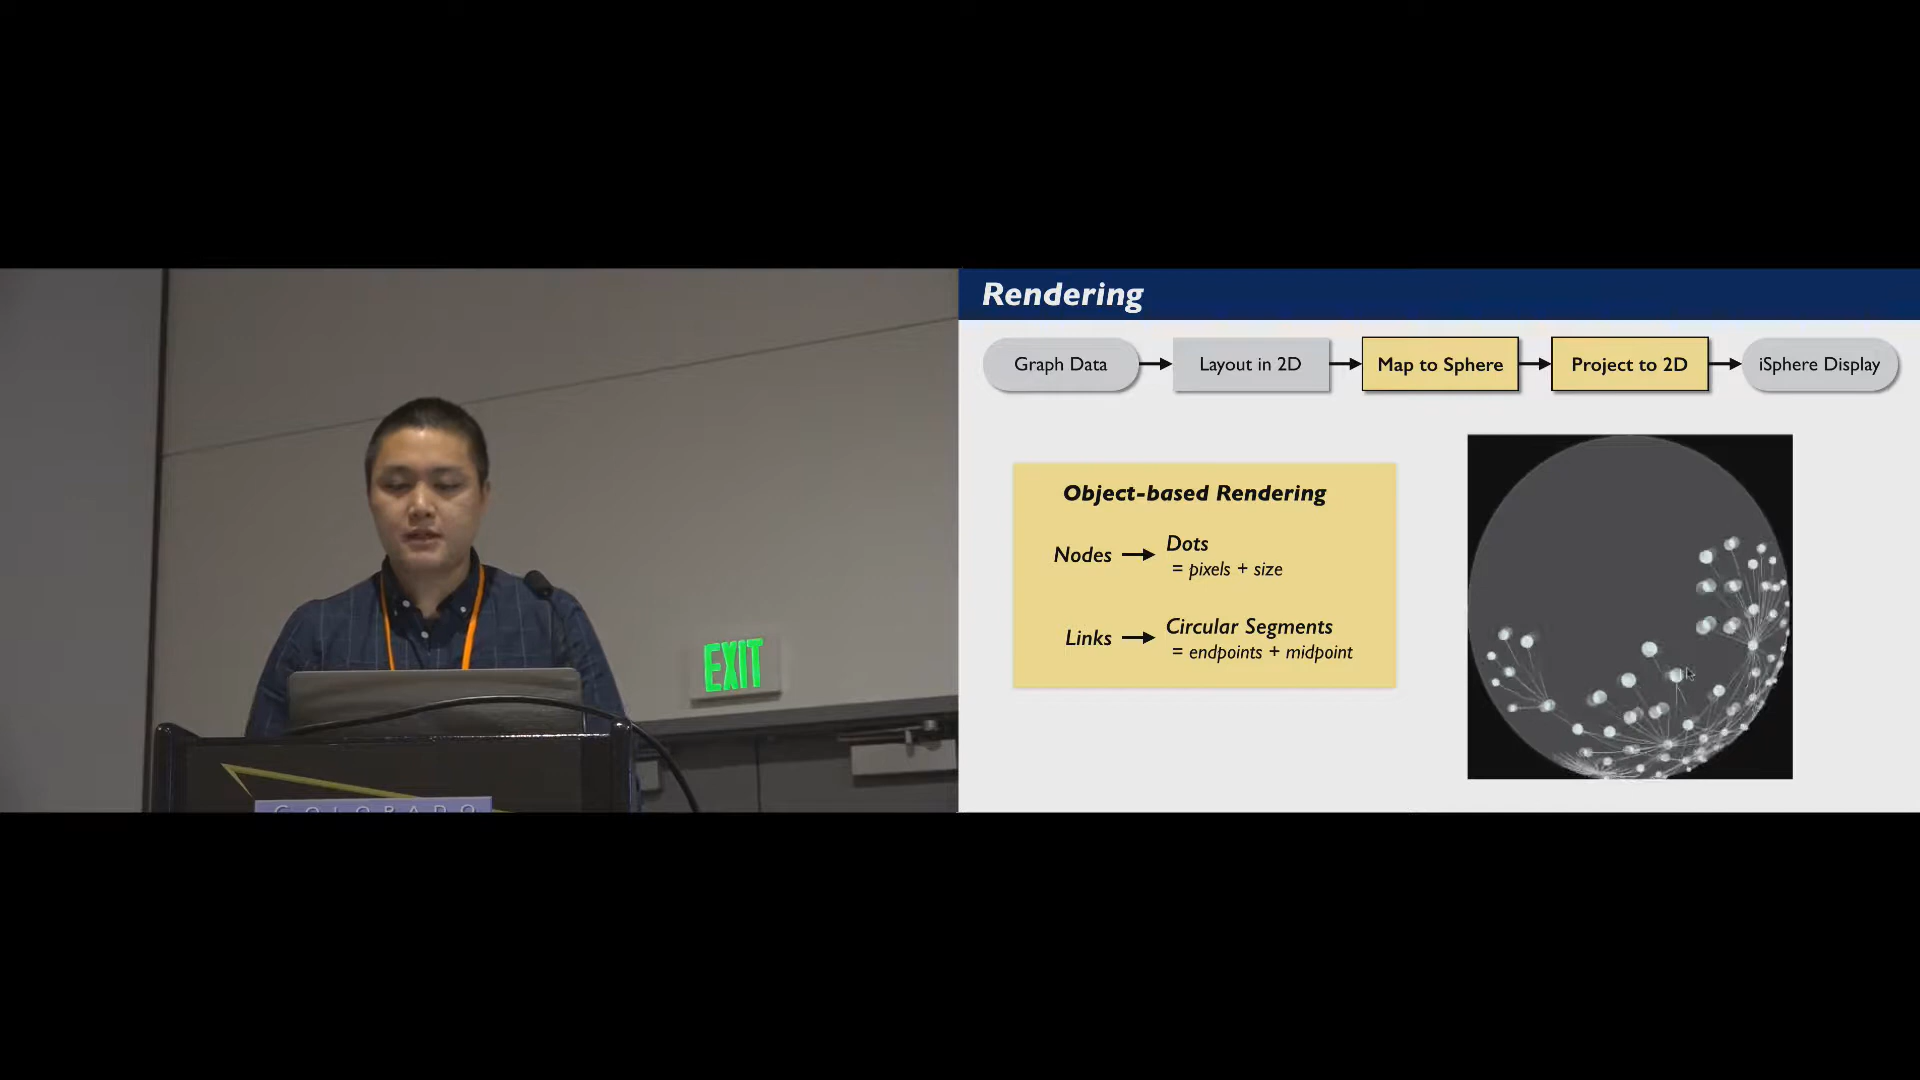 Rendering
Graph Data
Layout in 2D
Map to Sphere
Project to 2D
iSphere Display
Object-based Rendering
Nodes
Dots
= pixels + size
Links
Circular Segments
= endpoints + midpoint
EXIT
COLORADO